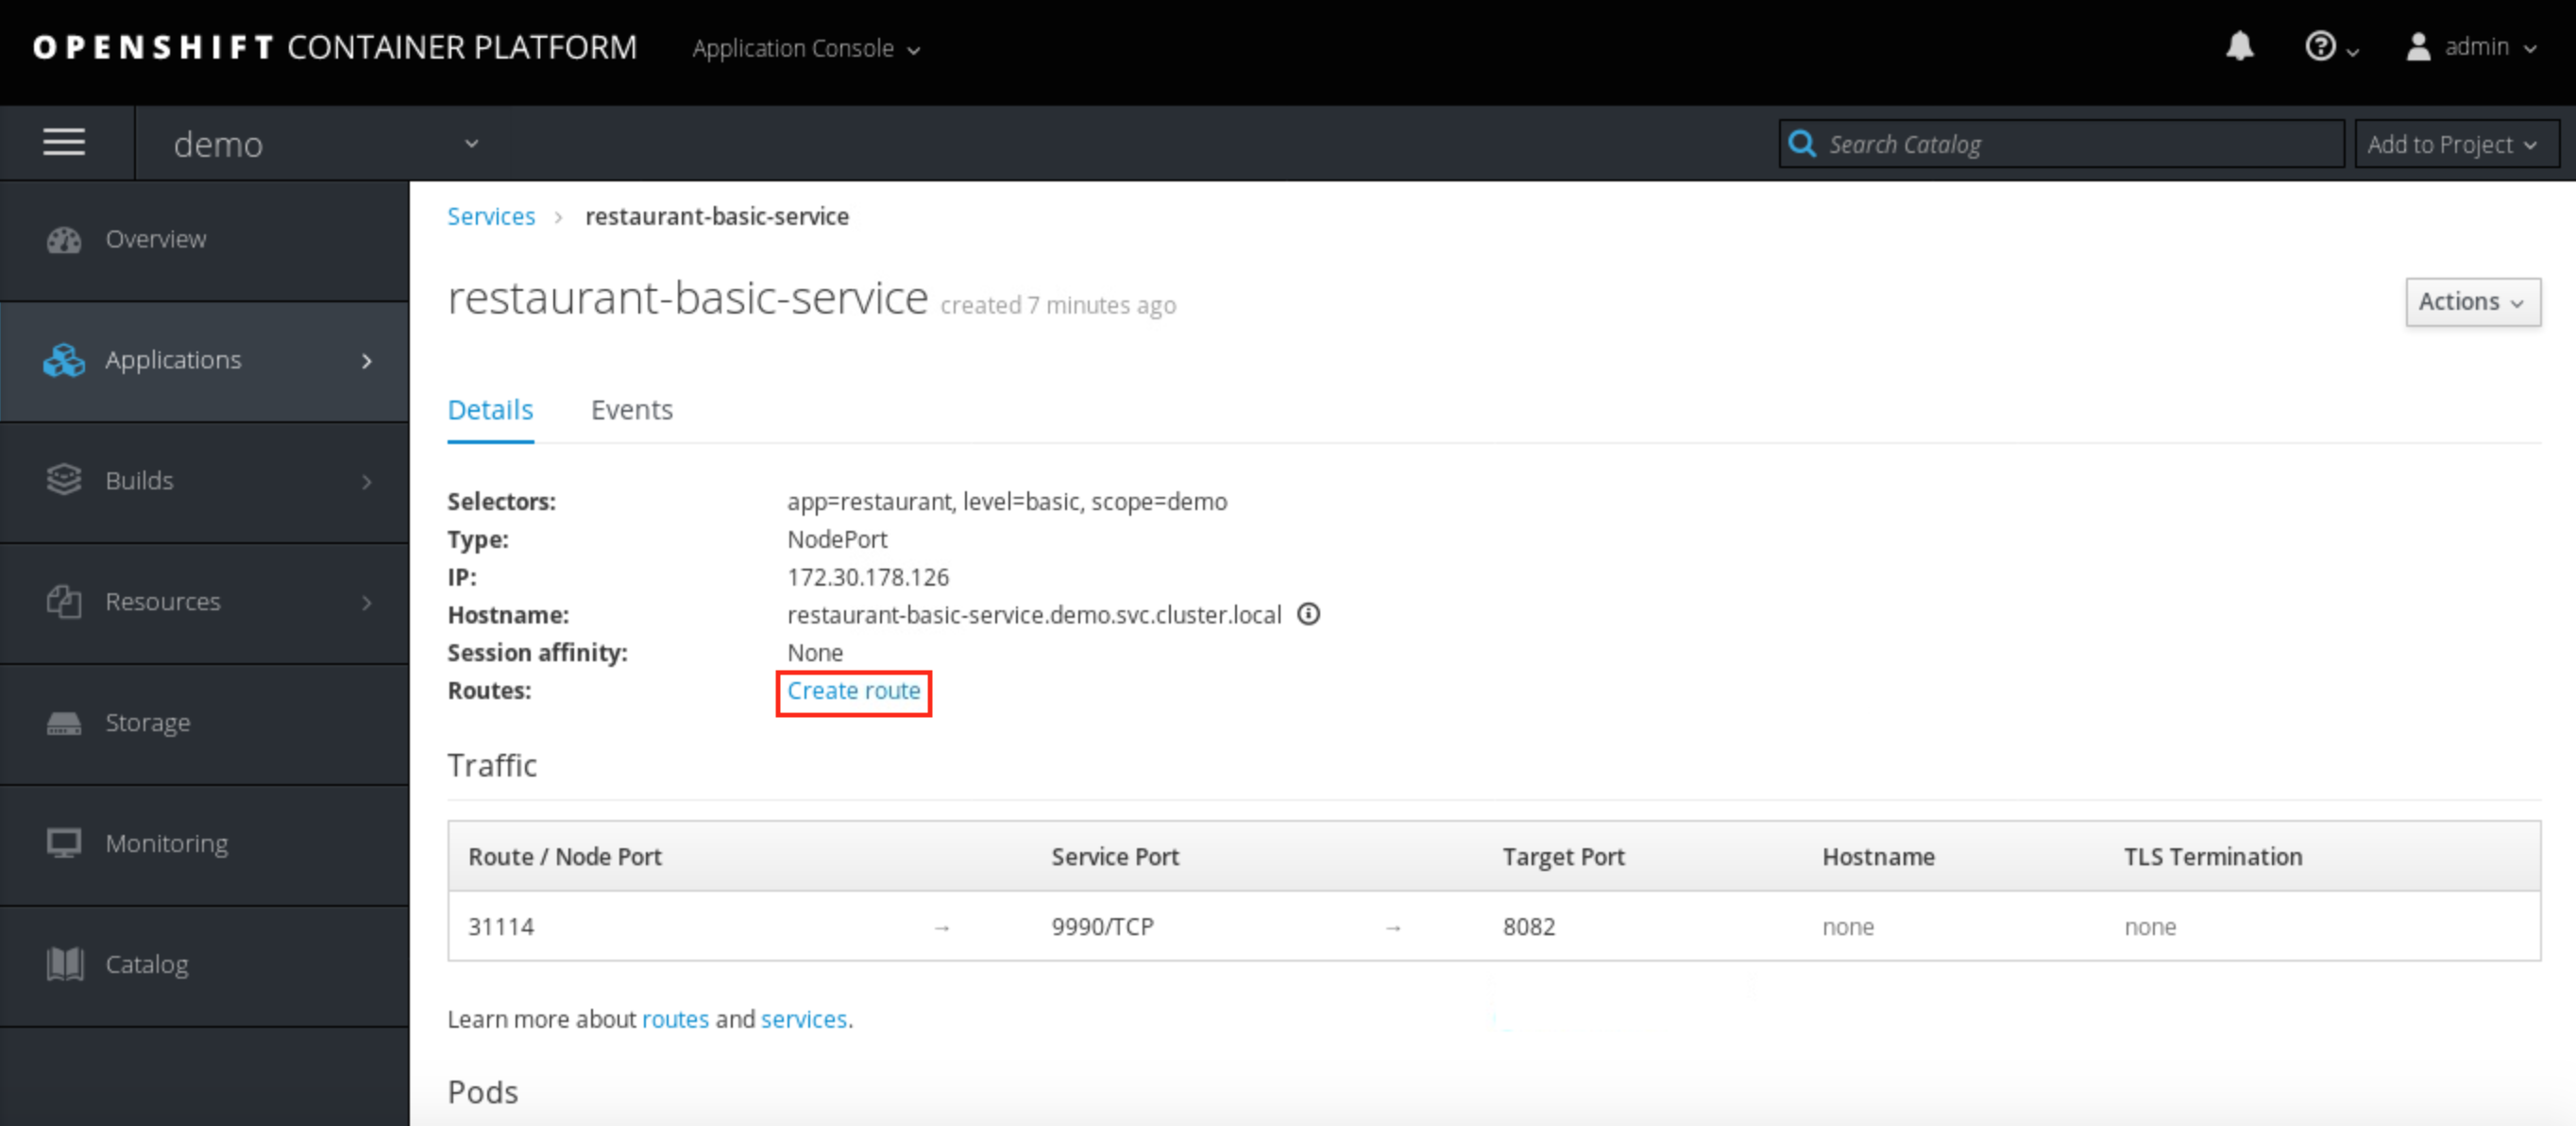 OPENSHIFT CONTAINER PLATFORM Application Console admin
demo Search Catalog Add to Project
Overview
Applications
Builds
Resources
Storage
Monitoring
Catalog
Services > restaurant-basic-service
restaurant-basic-service created 7 minutes ago
Actions
Details Events
Selectors: app=restaurant, level=basic, scope=demo
Type: NodePort
IP: 172.30.178.126
Hostname: restaurant-basic-service.demo.svc.cluster.local
Session affinity: None
Routes: Create route
Traffic
Route / Node Port Service Port Target Port Hostname TLS Termination
31114 → 9990/TCP → 8082 none none
Learn more about routes and services.
Pods